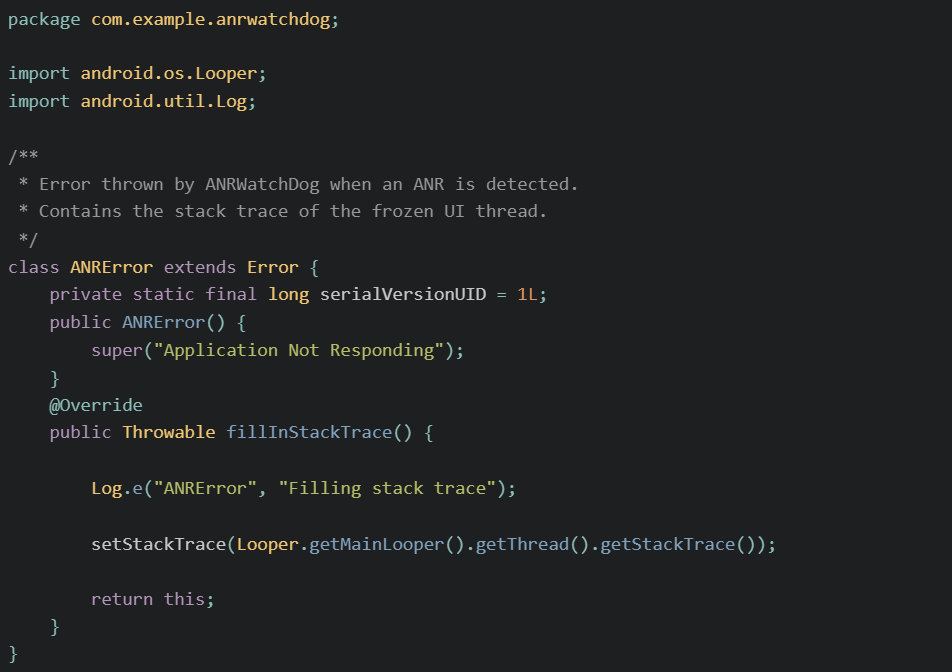 package com.example.anrwatchdog;
import android.os.Looper;
import android.util.Log;
/**
 * Error thrown by ANRWatchDog when an ANR is detected.
 * Contains the stack trace of the frozen UI thread.
 */
class ANRError extends Error {
    private static final long serialVersionUID = 1L;
    public ANRError() {
        super("Application Not Responding");
    }
    @Override
    public Throwable fillInStackTrace() {
        Log.e("ANRError", "Filling stack trace");
        setStackTrace(Looper.getMainLooper().getThread().getStackTrace());
        return this;
    }
}